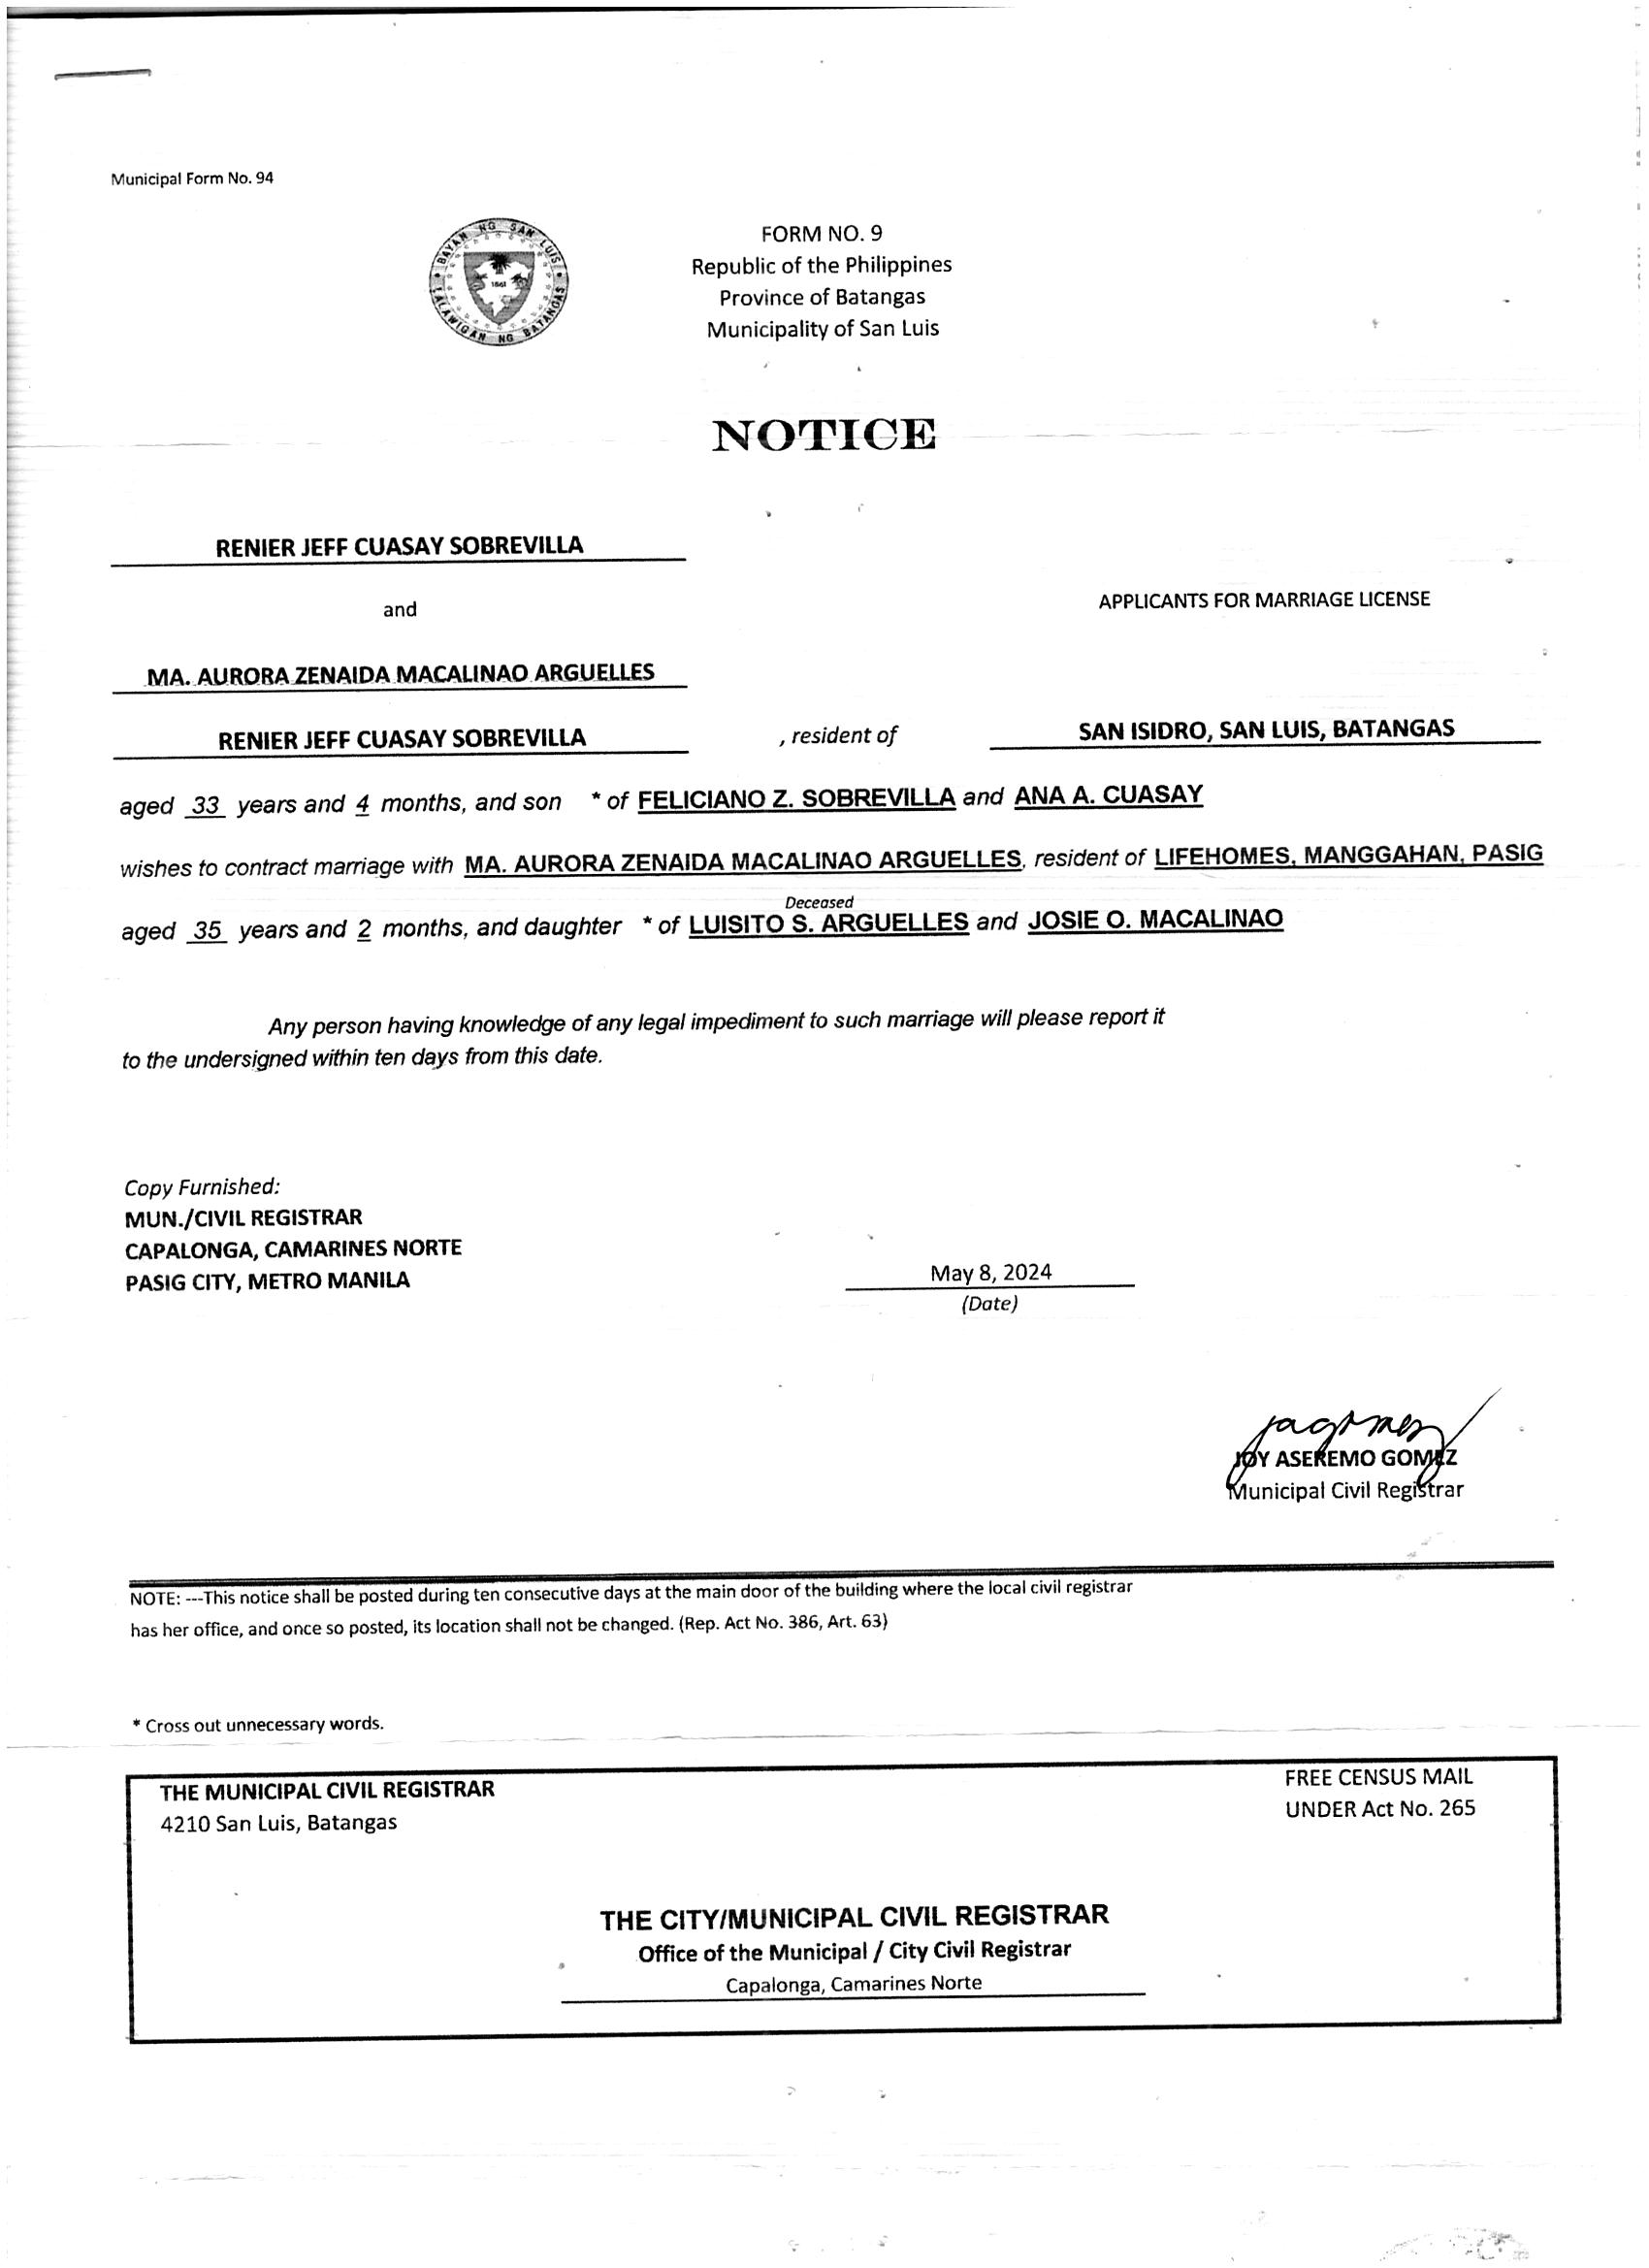 Municipal Form No. 94
BAYAN NG SAN LUIS
1861
LALAWIGAN NG BATANGAS
FORM NO. 9
Republic of the Philippines
Province of Batangas
Municipality of San Luis
NOTICE
RENIER JEFF CUASAY SOBREVILLA
and
APPLICANTS FOR MARRIAGE LICENSE
MA. AURORA ZENAIDA MACALINAO ARGUELLES
RENIER JEFF CUASAY SOBREVILLA , resident of SAN ISIDRO, SAN LUIS, BATANGAS
aged 33 years and 4 months, and son * of FELICIANO Z. SOBREVILLA and ANA A. CUASAY
wishes to contract marriage with MA. AURORA ZENAIDA MACALINAO ARGUELLES, resident of LIFEHOMES, MANGGAHAN, PASIG
Deceased
aged 35 years and 2 months, and daughter * of LUISITO S. ARGUELLES and JOSIE O. MACALINAO
Any person having knowledge of any legal impediment to such marriage will please report it
to the undersigned within ten days from this date.
Copy Furnished:
MUN./CIVIL REGISTRAR
CAPALONGA, CAMARINES NORTE
PASIG CITY, METRO MANILA
May 8, 2024
(Date)
jagomez
JOY ASEREMO GOMEZ
Municipal Civil Registrar
NOTE: ---This notice shall be posted during ten consecutive days at the main door of the building where the local civil registrar
has her office, and once so posted, its location shall not be changed. (Rep. Act No. 386, Art. 63)
* Cross out unnecessary words.
THE MUNICIPAL CIVIL REGISTRAR
4210 San Luis, Batangas
FREE CENSUS MAIL
UNDER Act No. 265
THE CITY/MUNICIPAL CIVIL REGISTRAR
Office of the Municipal / City Civil Registrar
Capalonga, Camarines Norte